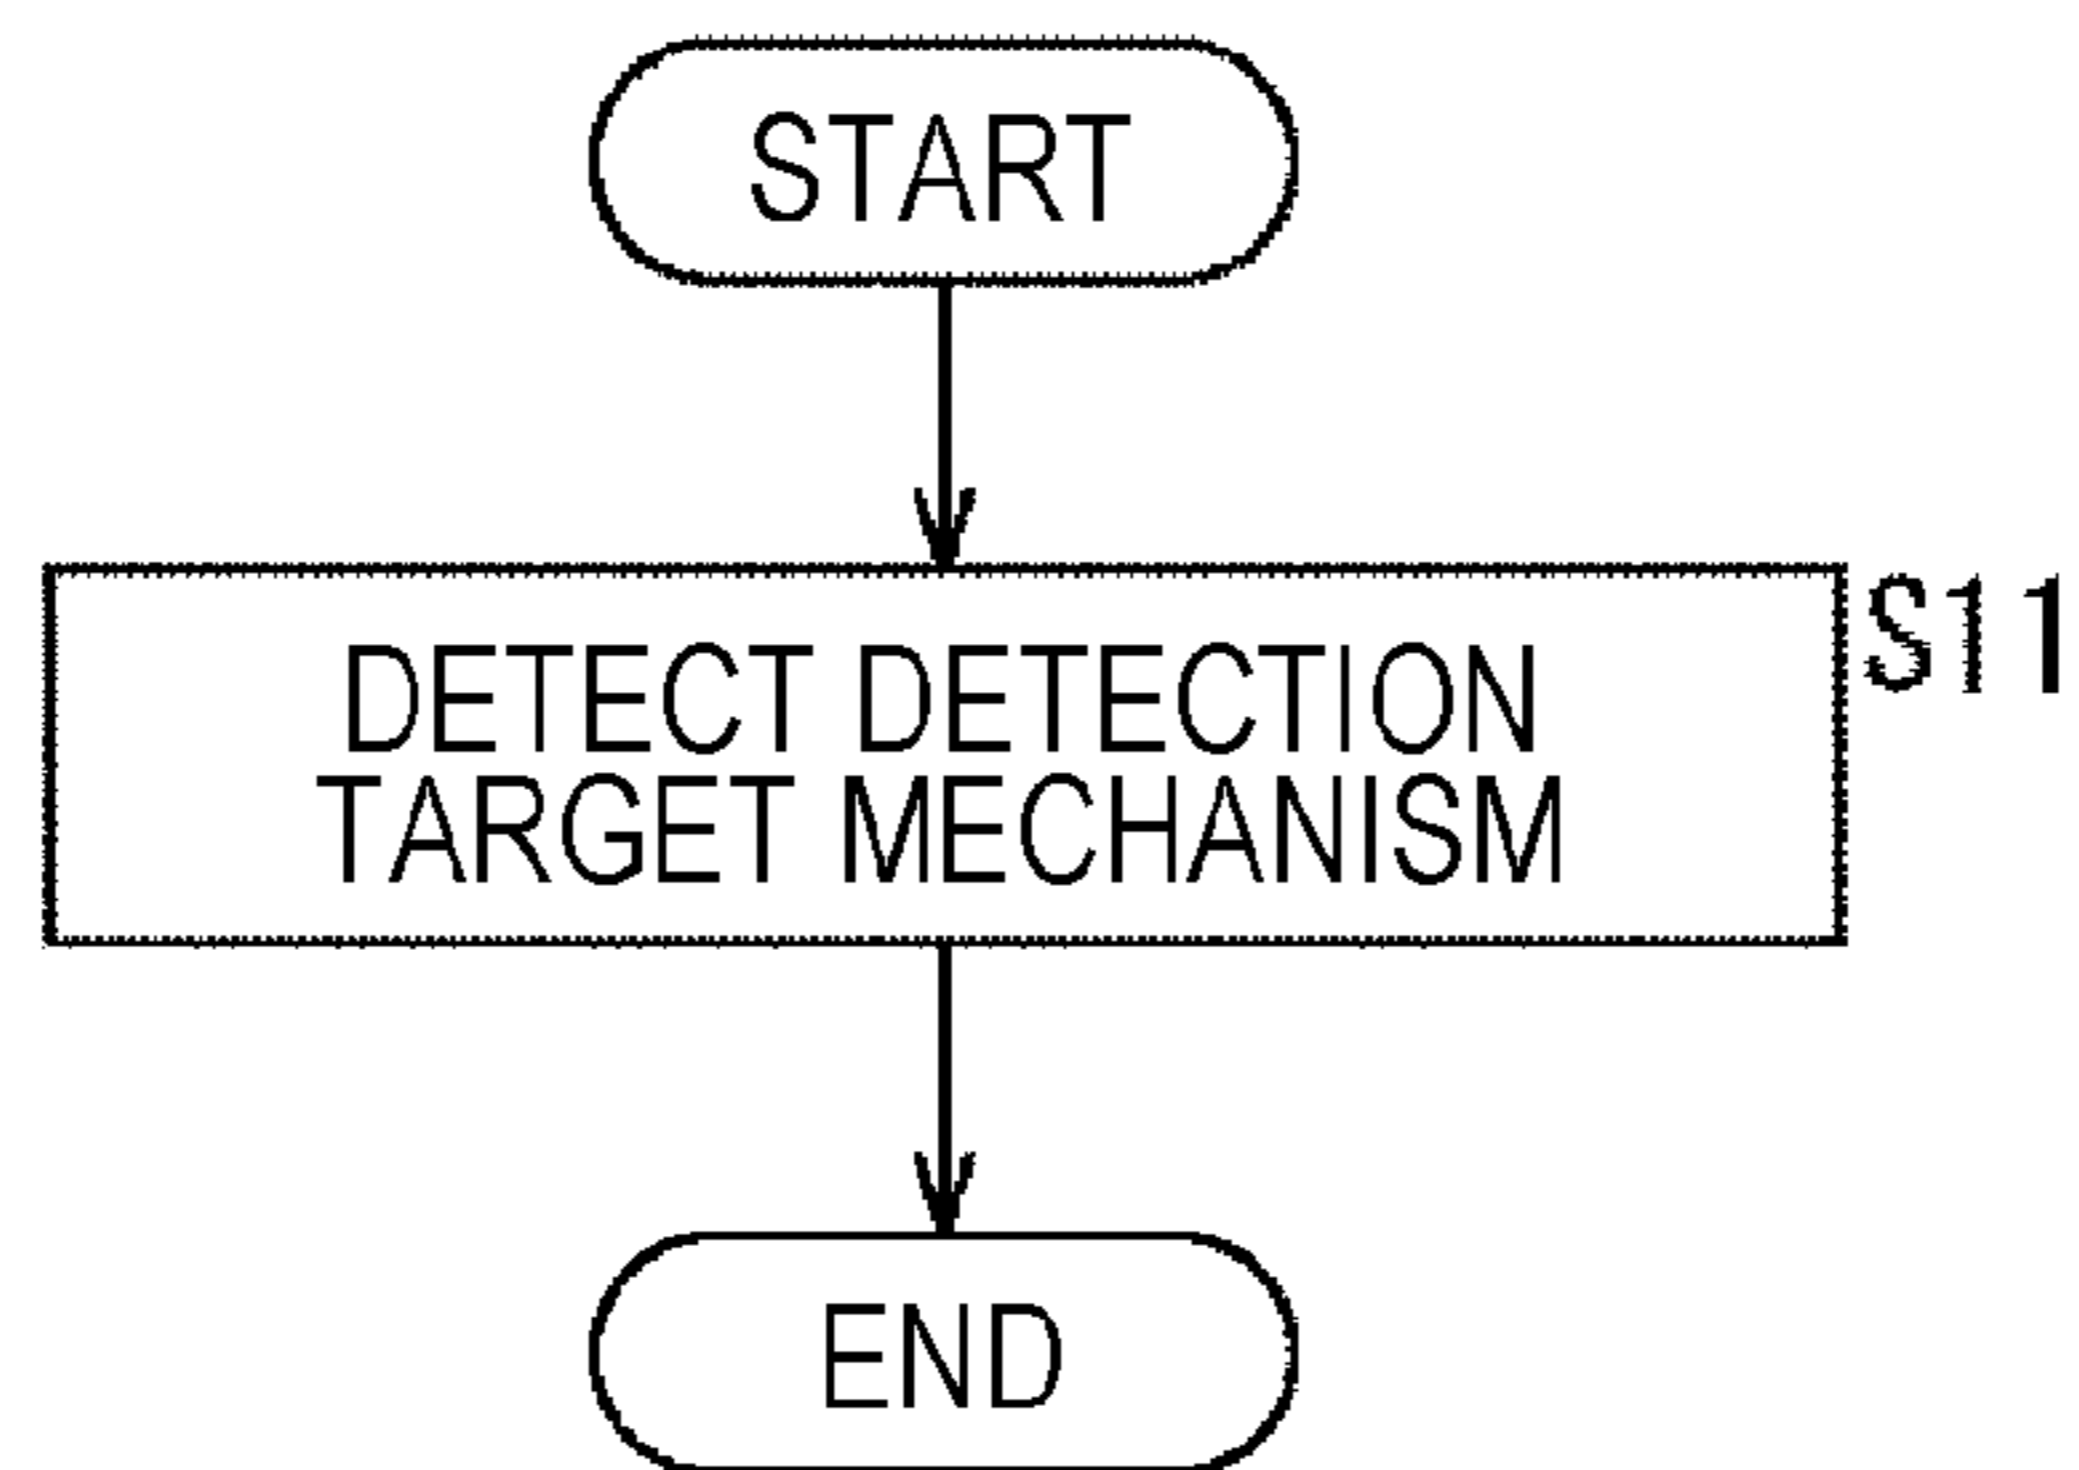 START
S11
DETECT DETECTION
TARGET MECHANISM
END